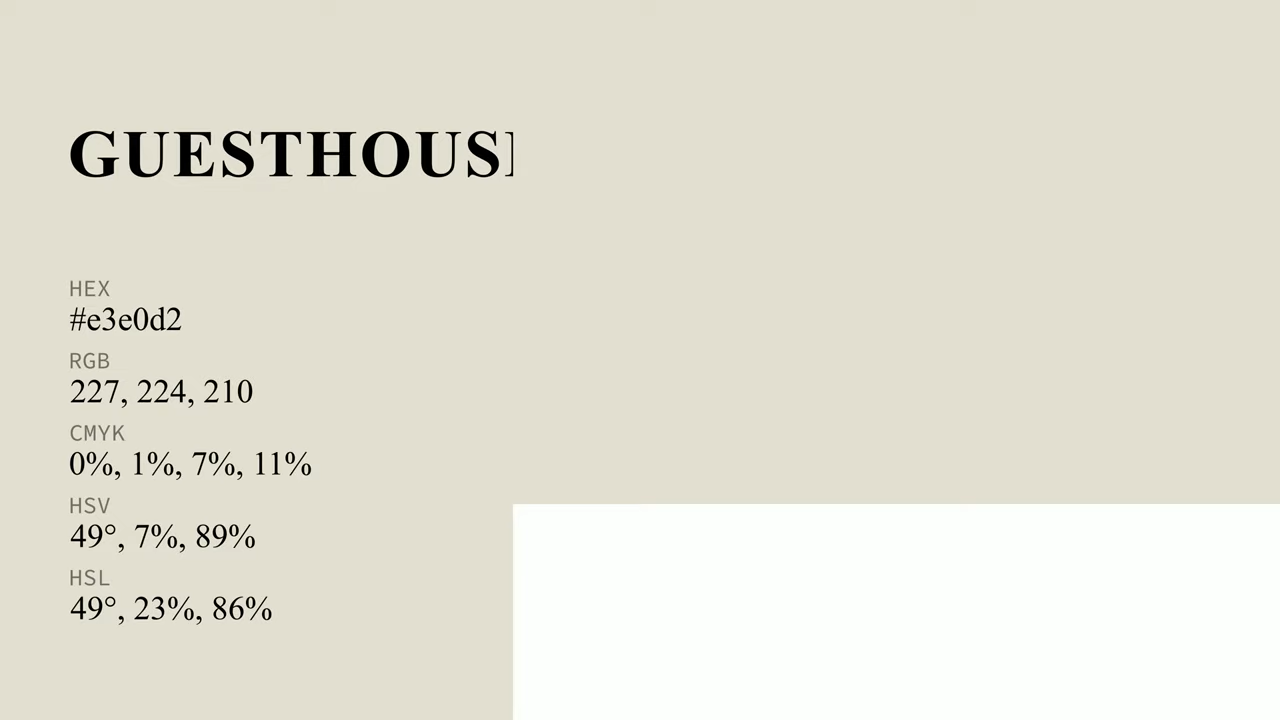 GUESTHOUS
HEX
#e3e0d2
RGB
227, 224, 210
CMYK
0%, 1%, 7%, 11%
HSV
49°, 7%, 89%
HSL
49°, 23%, 86%